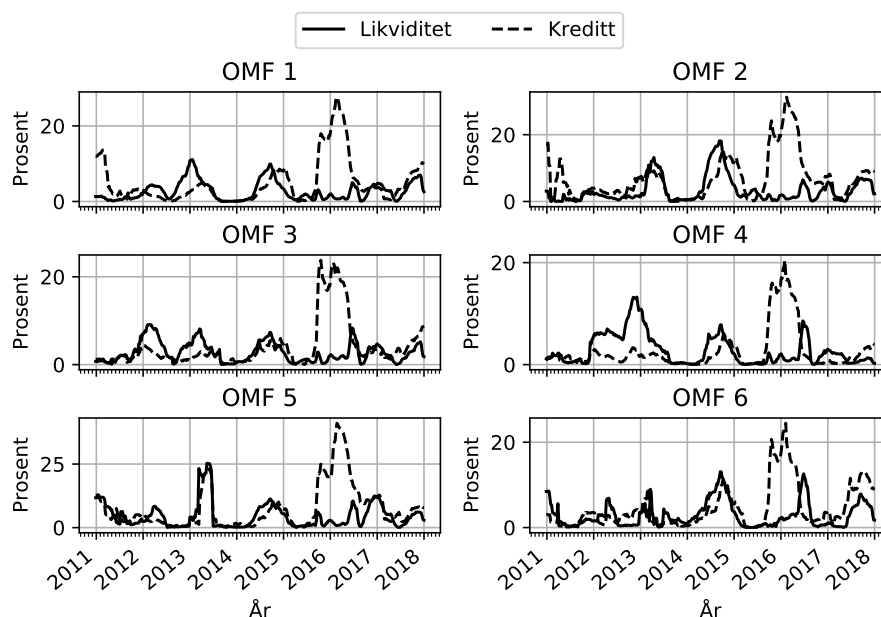 Likviditet Kreditt
OMF 1 OMF 2
Prosent 20 0 Prosent 20 0
OMF 3 OMF 4
Prosent 20 0 Prosent 20 0
OMF 5 OMF 6
Prosent 25 0 Prosent 20 0
2011 2012 2013 2014 2015 2016 2017 2018 2011 2012 2013 2014 2015 2016 2017 2018
År År